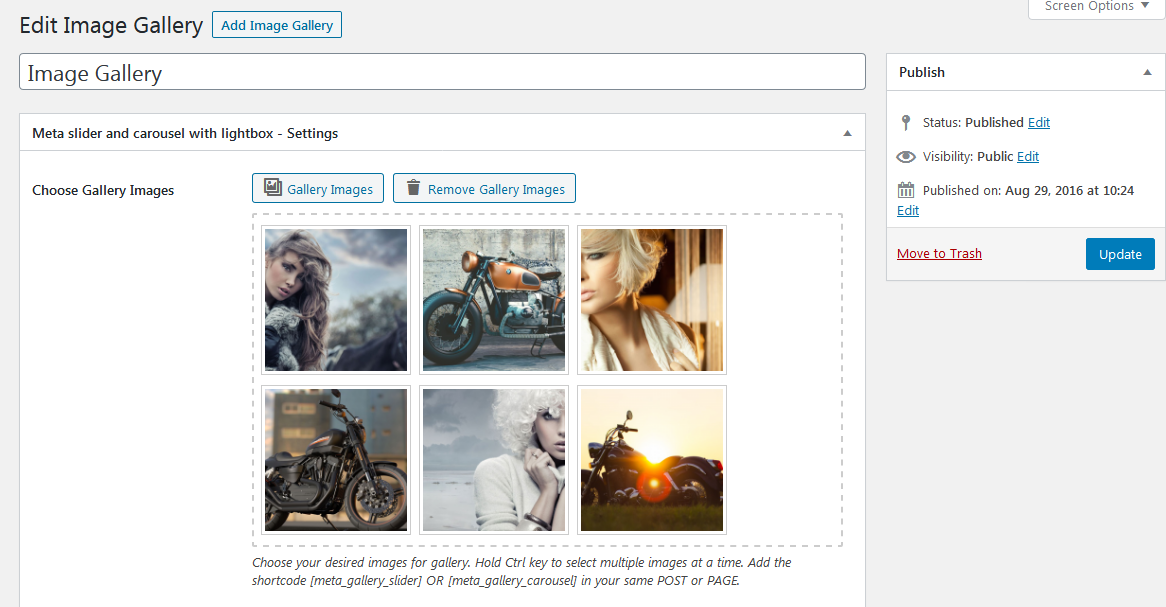 Edit Image Gallery
Add Image Gallery
Screen Options
Image Gallery
Meta slider and carousel with lightbox - Settings
Choose Gallery Images
Gallery Images
Remove Gallery Images
Choose your desired images for gallery. Hold Ctrl key to select multiple images at a time. Add the
shortcode [meta_gallery_slider] OR [meta_gallery_carousel] in your same POST or PAGE.
Publish
Status: Published Edit
Visibility: Public Edit
Published on: Aug 29, 2016 at 10:24
Edit
Move to Trash
Update